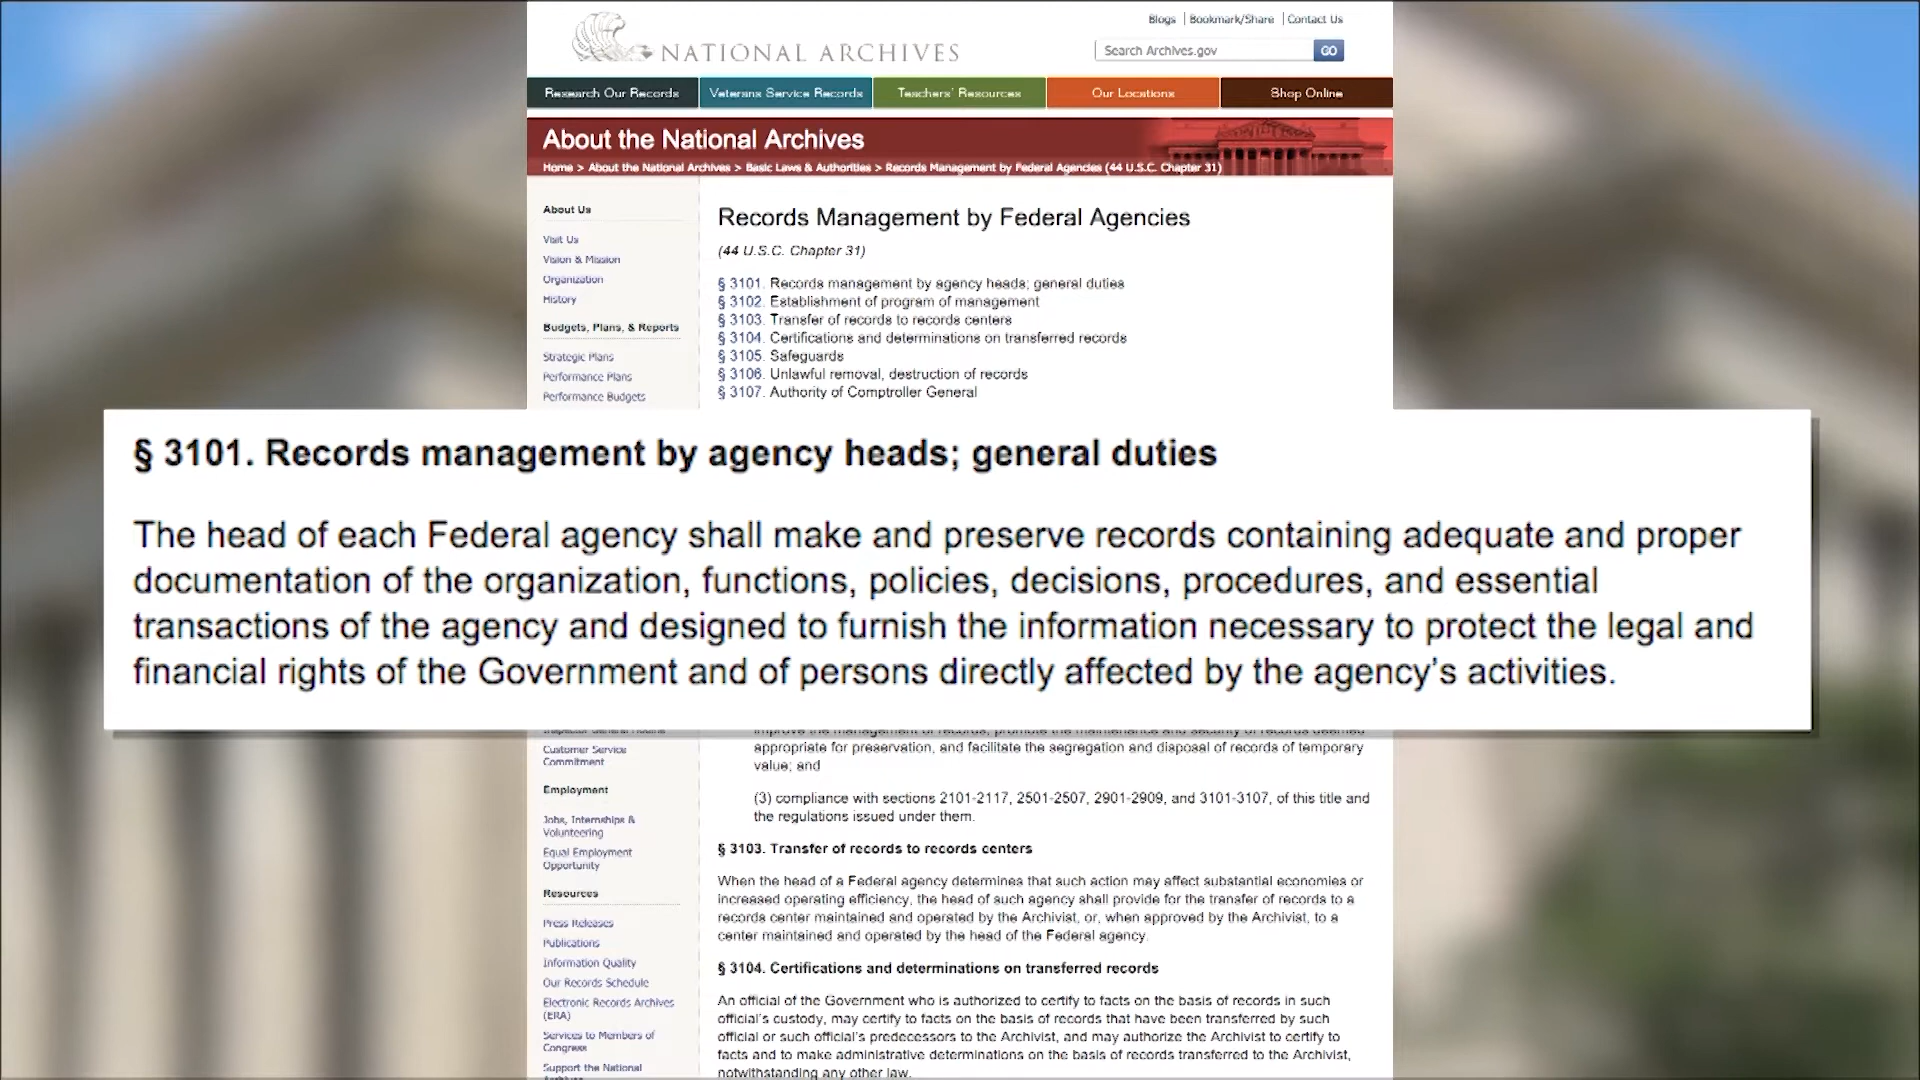 Blogs | Bookmark/Share | Contact Us
NATIONAL ARCHIVES
Search Archives.gov GO
Research Our Records Veterans Service Records Teachers' Resources Our Locations Shop Online
About the National Archives
Home > About the National Archives > Basic Laws & Authorities > Records Management by Federal Agencies (44 U.S.C. Chapter 31)
About Us
Visit Us
Vision & Mission
Organization
History
Budgets, Plans, & Reports
Strategic Plans
Performance Plans
Performance Budgets
Records Management by Federal Agencies
(44 U.S.C. Chapter 31)
§ 3101. Records management by agency heads; general duties
§ 3102. Establishment of program of management
§ 3103. Transfer of records to records centers
§ 3104. Certifications and determinations on transferred records
§ 3105. Safeguards
§ 3106. Unlawful removal, destruction of records
§ 3107. Authority of Comptroller General
§ 3101. Records management by agency heads; general duties
The head of each Federal agency shall make and preserve records containing adequate and proper
documentation of the organization, functions, policies, decisions, procedures, and essential
transactions of the agency and designed to furnish the information necessary to protect the legal and
financial rights of the Government and of persons directly affected by the agency's activities.
Customer Service
Commitment
Employment
Jobs, Internships &
Volunteering
Equal Employment
Opportunity
Resources
Press Releases
Publications
Information Quality
Our Records Schedule
Electronic Records Archives
(ERA)
Services to Members of
Congress
Support the National
appropriate for preservation, and facilitate the segregation and disposal of records of temporary
value; and
(3) compliance with sections 2101-2117, 2501-2507, 2901-2909, and 3101-3107, of this title and
the regulations issued under them.
§ 3103. Transfer of records to records centers
When the head of a Federal agency determines that such action may affect substantial economies or
increased operating efficiency, the head of such agency shall provide for the transfer of records to a
records center maintained and operated by the Archivist, or, when approved by the Archivist, to a
center maintained and operated by the head of the Federal agency.
§ 3104. Certifications and determinations on transferred records
An official of the Government who is authorized to certify to facts on the basis of records in such
official's custody, may certify to facts on the basis of records that have been transferred by such
official or such official's predecessors to the Archivist, and may authorize the Archivist to certify to
facts and to make administrative determinations on the basis of records transferred to the Archivist,
notwithstanding any other law.